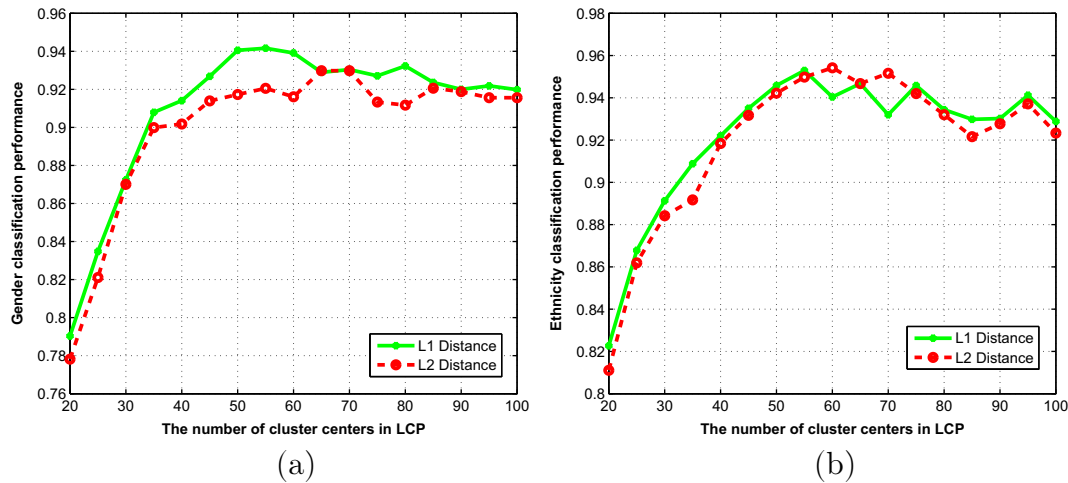 0.96
0.94
0.92
0.9
0.88
0.86
0.84
0.82
0.8
0.78
0.76
Gender classification performance
20 30 40 50 60 70 80 90 100
The number of cluster centers in LCP
L1 Distance
L2 Distance
(a)
0.98
0.96
0.94
0.92
0.9
0.88
0.86
0.84
0.82
0.8
Ethnicity classification performance
20 30 40 50 60 70 80 90 100
The number of cluster centers in LCP
L1 Distance
L2 Distance
(b)